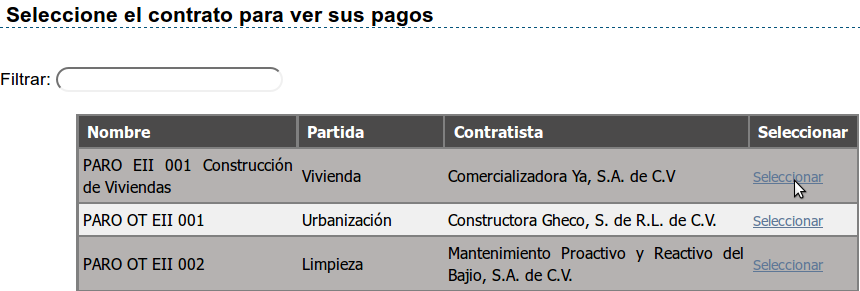 Seleccione el contrato para ver sus pagos
Filtrar:
Nombre Partida Contratista Seleccionar
PARO EII 001 Construcción
de Viviendas
Vivienda
Comercializadora Ya, S.A. de C.V
Seleccionar
PARO OT EII 001 Urbanización Constructora Gheco, S. de R.L. de C.V. Seleccionar
PARO OT EII 002
Limpieza
Mantenimiento Proactivo y Reactivo del
Bajio, S.A. de C.V.
Seleccionar